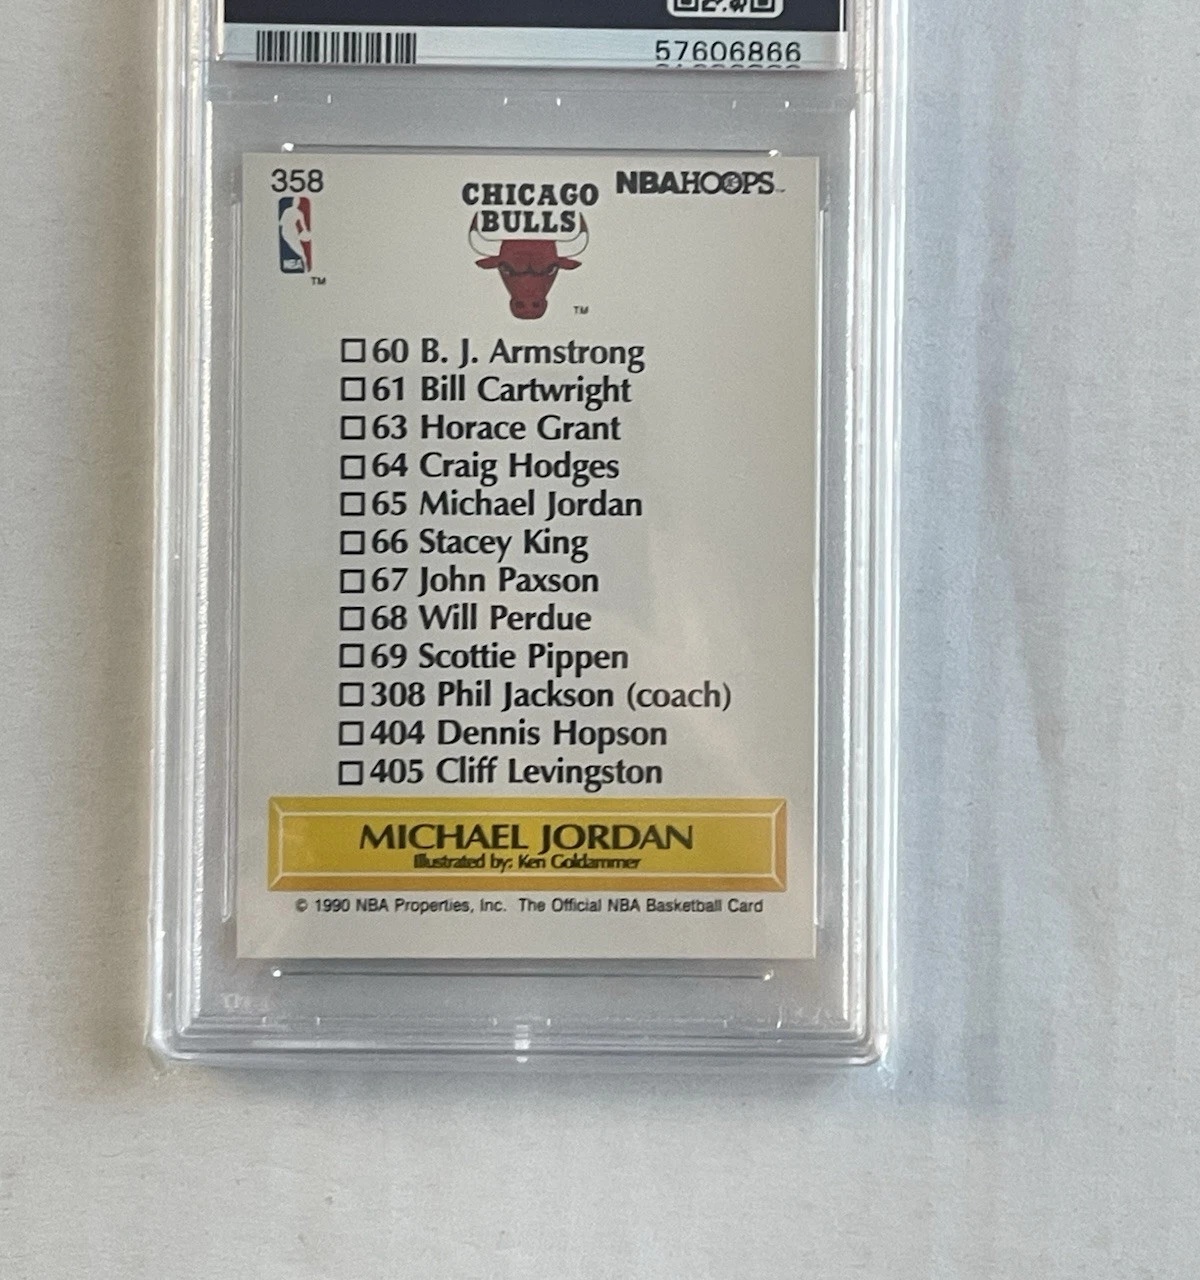 57606866
358
NBAHOOPS
CHICAGO
BULLS
NBA
TM
TM
60 B. J. Armstrong
61 Bill Cartwright
63 Horace Grant
64 Craig Hodges
65 Michael Jordan
66 Stacey King
67 John Paxson
68 Will Perdue
69 Scottie Pippen
308 Phil Jackson (coach)
404 Dennis Hopson
405 Cliff Levingston
MICHAEL JORDAN
Illustrated by: Ken Goldammer
© 1990 NBA Properties, Inc. The Official NBA Basketball Card